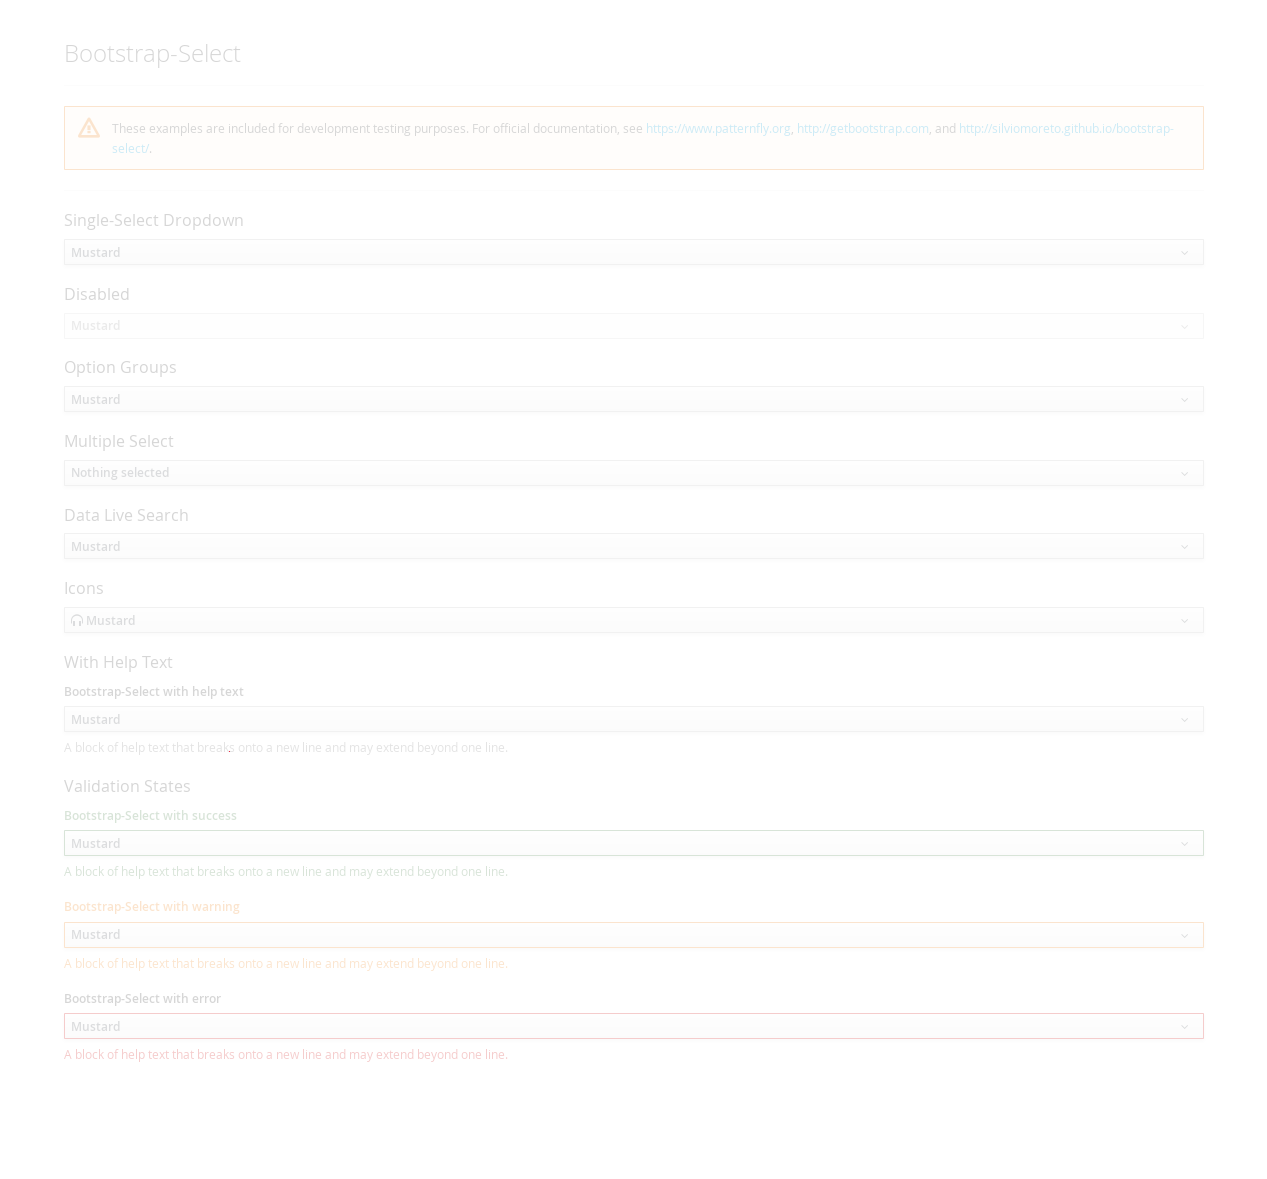 Bootstrap-Select
These examples are included for development testing purposes. For official documentation, see https://www.patternfly.org, http://getbootstrap.com, and http://silviomoreto.github.io/bootstrap-
select/.
Single-Select Dropdown
Mustard
Disabled
Mustard
Option Groups
Mustard
Multiple Select
Nothing selected
Data Live Search
Mustard
Icons
Mustard
With Help Text
Bootstrap-Select with help text
Mustard
A block of help text that breaks onto a new line and may extend beyond one line.
Validation States
Bootstrap-Select with success
Mustard
A block of help text that breaks onto a new line and may extend beyond one line.
Bootstrap-Select with warning
Mustard
A block of help text that breaks onto a new line and may extend beyond one line.
Bootstrap-Select with error
Mustard
A block of help text that breaks onto a new line and may extend beyond one line.